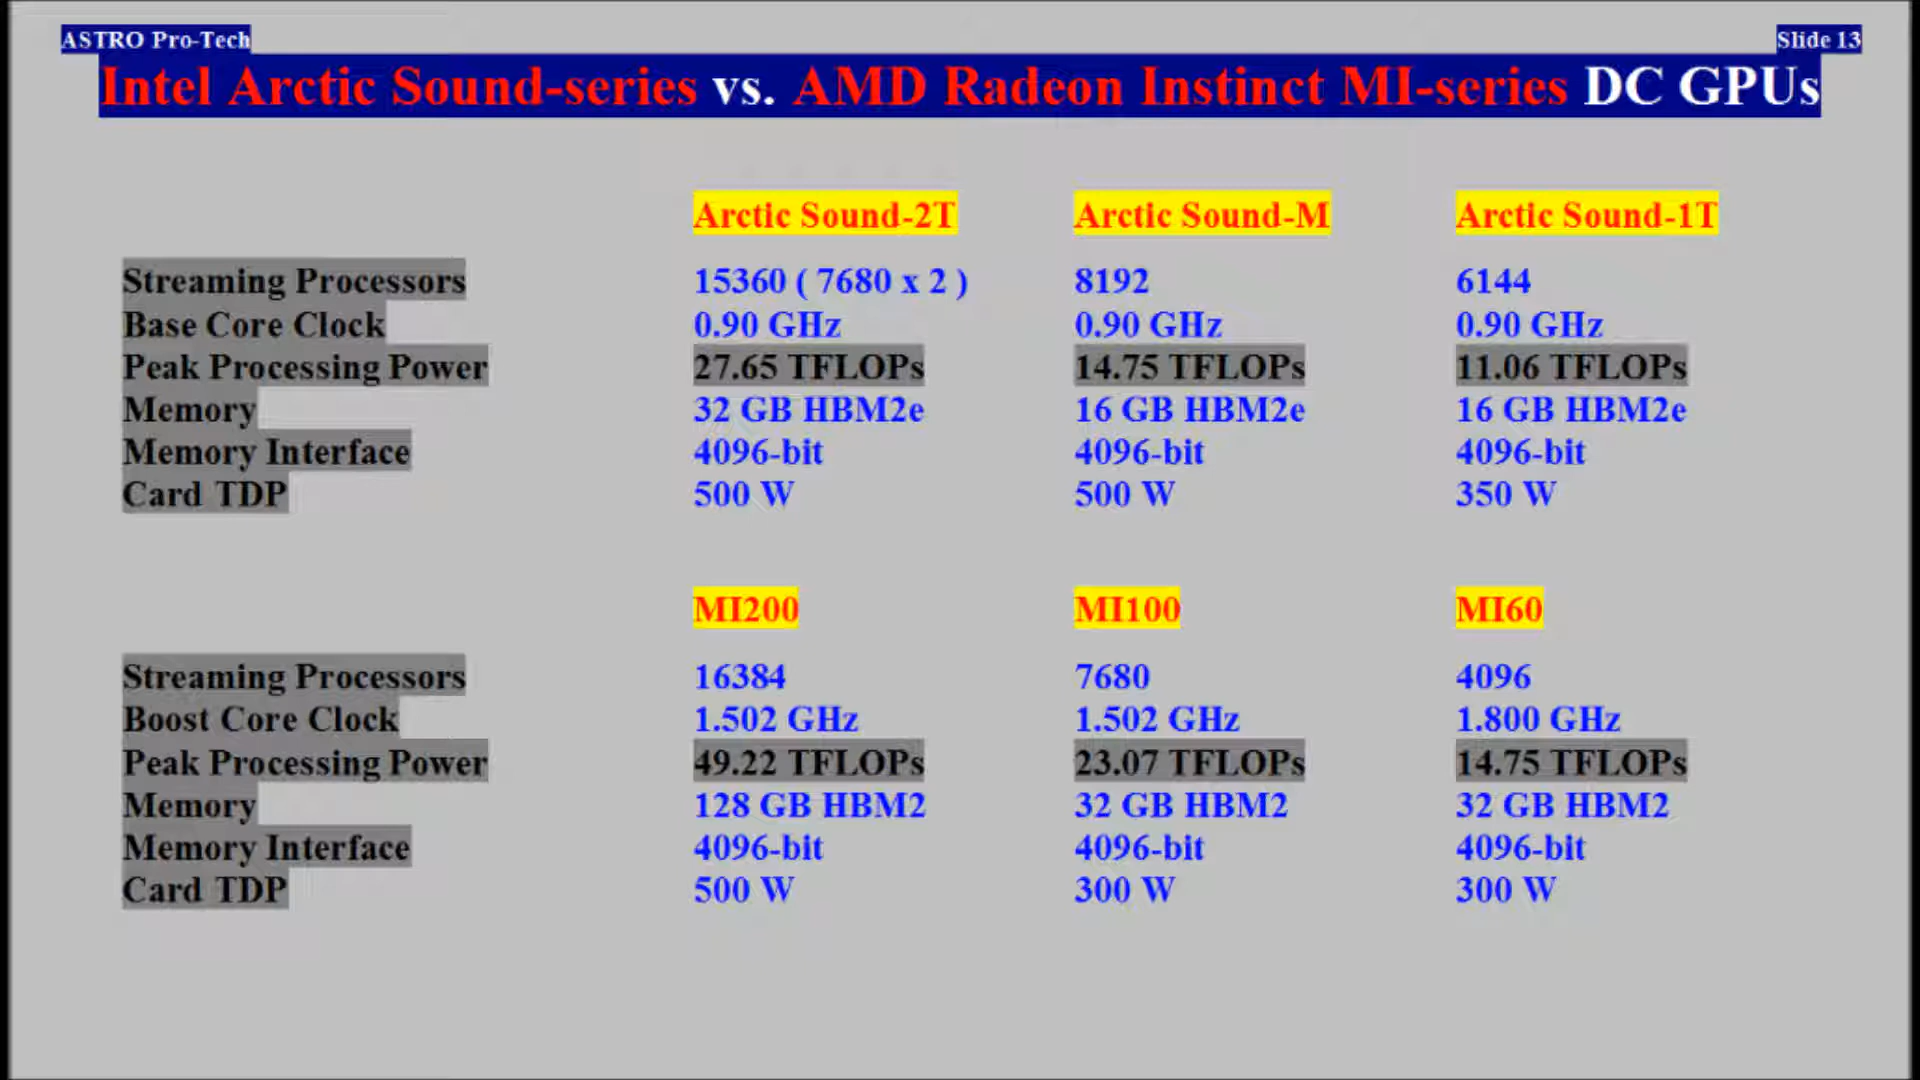 ASTRO Pro-Tech Slide 13
Intel Arctic Sound-series vs. AMD Radeon Instinct MI-series DC GPUs
Arctic Sound-2T Arctic Sound-M Arctic Sound-1T
Streaming Processors 15360 ( 7680 x 2 ) 8192 6144
Base Core Clock 0.90 GHz 0.90 GHz 0.90 GHz
Peak Processing Power 27.65 TFLOPs 14.75 TFLOPs 11.06 TFLOPs
Memory 32 GB HBM2e 16 GB HBM2e 16 GB HBM2e
Memory Interface 4096-bit 4096-bit 4096-bit
Card TDP 500 W 500 W 350 W
MI200 MI100 MI60
Streaming Processors 16384 7680 4096
Boost Core Clock 1.502 GHz 1.502 GHz 1.800 GHz
Peak Processing Power 49.22 TFLOPs 23.07 TFLOPs 14.75 TFLOPs
Memory 128 GB HBM2 32 GB HBM2 32 GB HBM2
Memory Interface 4096-bit 4096-bit 4096-bit
Card TDP 500 W 300 W 300 W